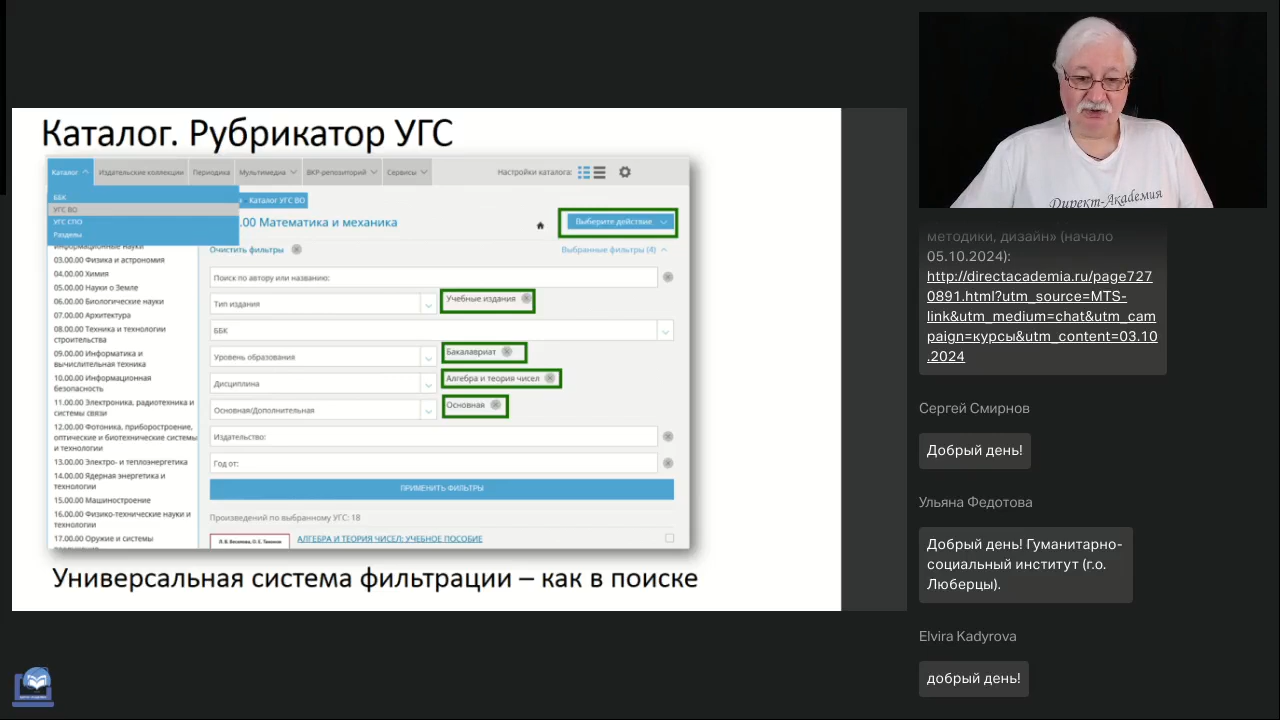 Каталог. Рубрикатор УГС
Каталог
Издательские коллекции
Периодика
Мультимедиа
ВКР-репозиторий
Сервисы
Настройки каталога:
ББК
УГС ВО
УГС СПО
Разделы
Каталог УГС ВО
.00 Математика и механика
Выберите действие
Очистить фильтры
Выбранные фильтры (4)
информационные науки
03.00.00 Физика и астрономия
04.00.00 Химия
05.00.00 Науки о Земле
06.00.00 Биологические науки
07.00.00 Архитектура
08.00.00 Техника и технологии
строительства
09.00.00 Информатика и
вычислительная техника
10.00.00 Информационная
безопасность
11.00.00 Электроника, радиотехника и
системы связи
12.00.00 Фотоника, приборостроение,
оптические и биотехнические системы
и технологии
13.00.00 Электро- и теплоэнергетика
14.00.00 Ядерная энергетика и
технологии
15.00.00 Машиностроение
16.00.00 Физико-технические науки и
технологии
17.00.00 Оружие и системы
Поиск по автору или названию:
Тип издания
Учебные издания
ББК
Уровень образования
Бакалавриат
Дисциплина
Алгебра и теория чисел
Основная/Дополнительная
Основная
Издательство:
Год от:
ПРИМЕНИТЬ ФИЛЬТРЫ
Произведений по выбранному УГС: 18
АЛГЕБРА И ТЕОРИЯ ЧИСЕЛ: УЧЕБНОЕ ПОСОБИЕ
Универсальная система фильтрации – как в поиске
Директ-Академия
методики, дизайн» (начало
05.10.2024):
http://directacademia.ru/page727
0891.html?utm_source=MTS-
link&utm_medium=chat&utm_cam
paign=курсы&utm_content=03.10
.2024
Сергей Смирнов
Добрый день!
Ульяна Федотова
Добрый день! Гуманитарно-
социальный институт (г.о.
Люберцы).
Elvira Kadyrova
добрый день!